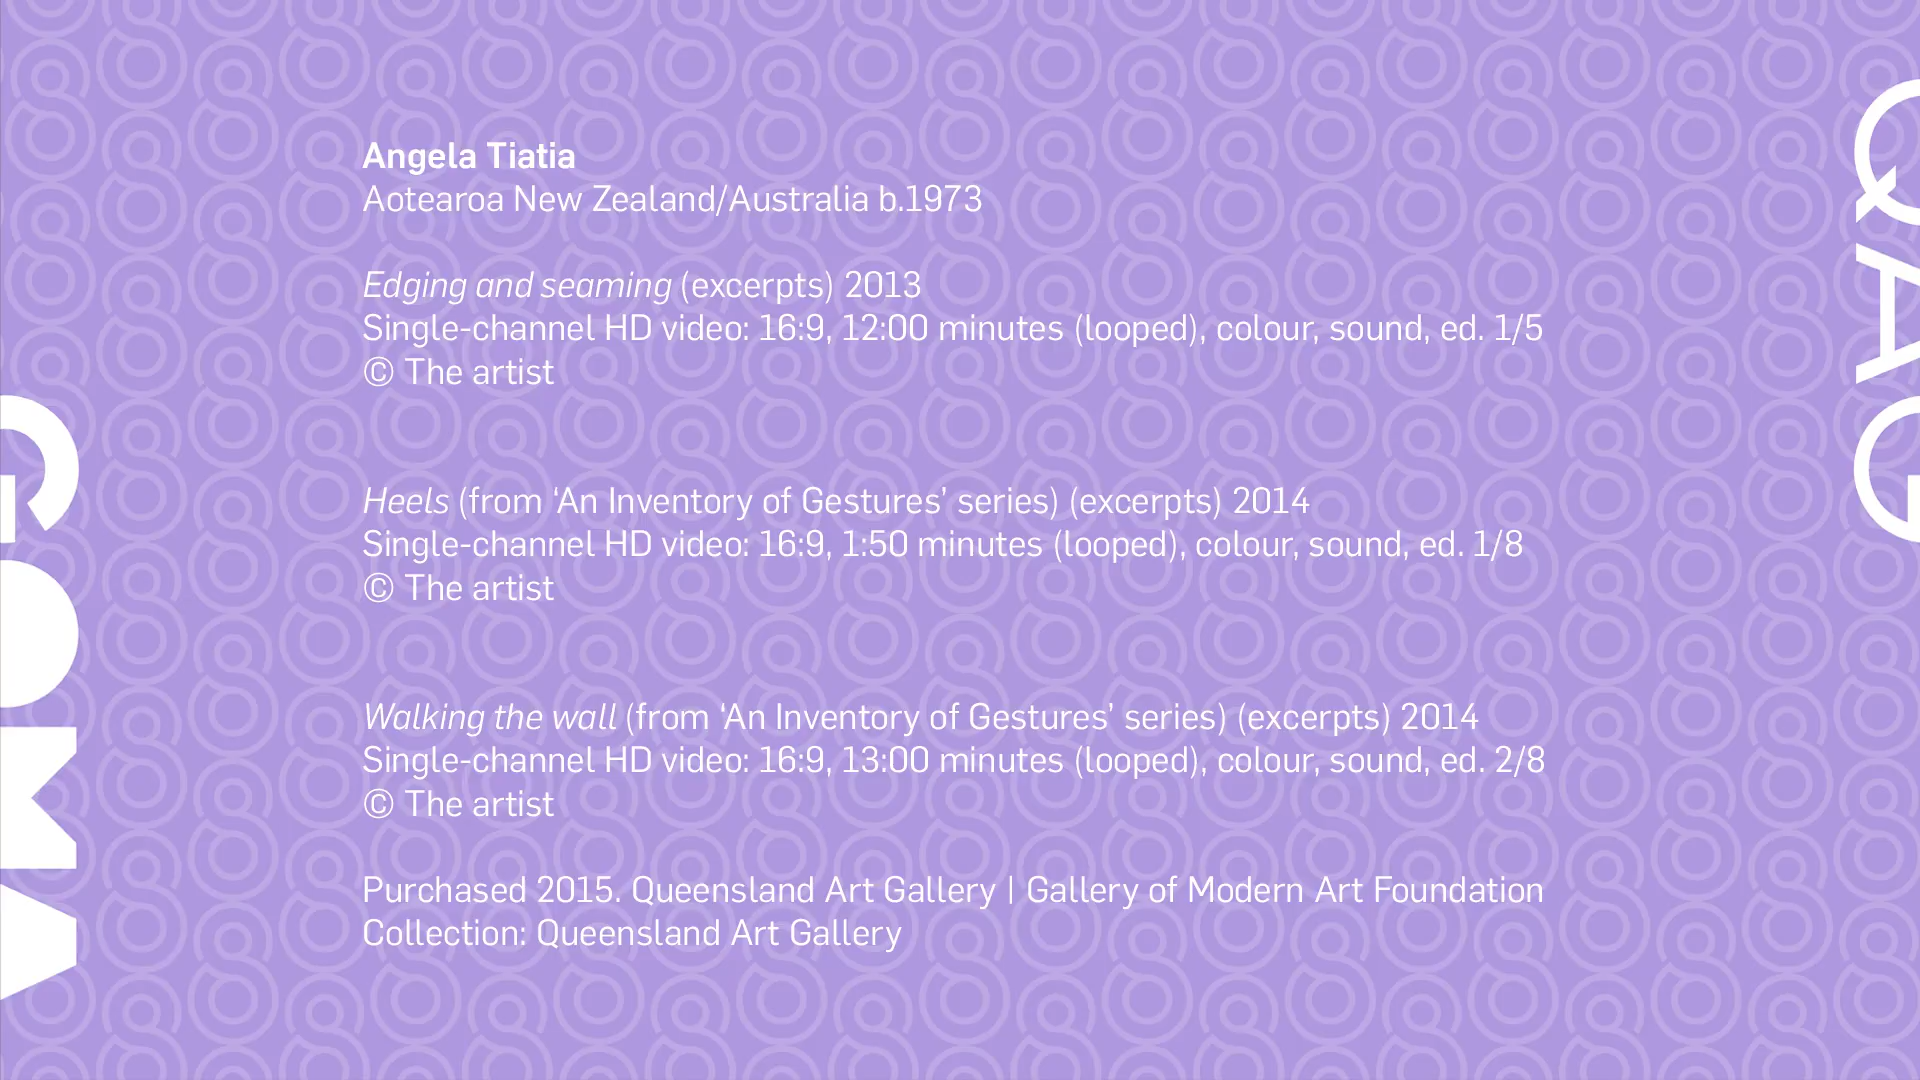 Angela Tiatia
Aotearoa New Zealand/Australia b.1973
Edging and seaming (excerpts) 2013
Single-channel HD video: 16:9, 12:00 minutes (looped), colour, sound, ed. 1/5
© The artist
Heels (from ‘An Inventory of Gestures’ series) (excerpts) 2014
Single-channel HD video: 16:9, 1:50 minutes (looped), colour, sound, ed. 1/8
© The artist
Walking the wall (from ‘An Inventory of Gestures’ series) (excerpts) 2014
Single-channel HD video: 16:9, 13:00 minutes (looped), colour, sound, ed. 2/8
© The artist
Purchased 2015. Queensland Art Gallery | Gallery of Modern Art Foundation
Collection: Queensland Art Gallery
GOMA
QAG